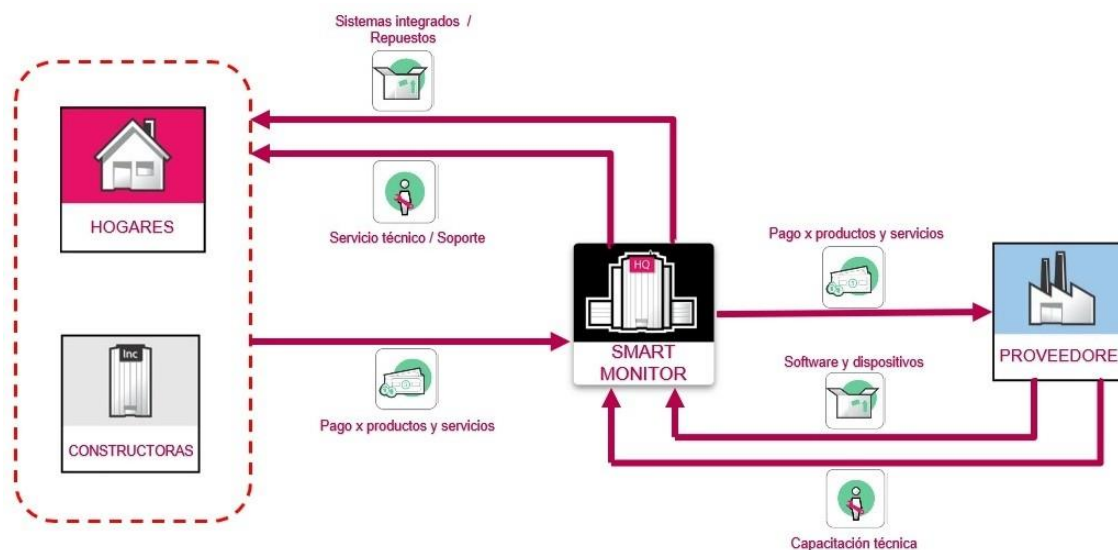 Sistemas integrados /
Repuestos
HOGARES
Servicio técnico / Soporte
Pago x productos y servicios
HQ
Inc
SMART
MONITOR
PROVEEDORE
Software y dispositivos
CONSTRUCTORAS
Pago x productos y servicios
Capacitación técnica